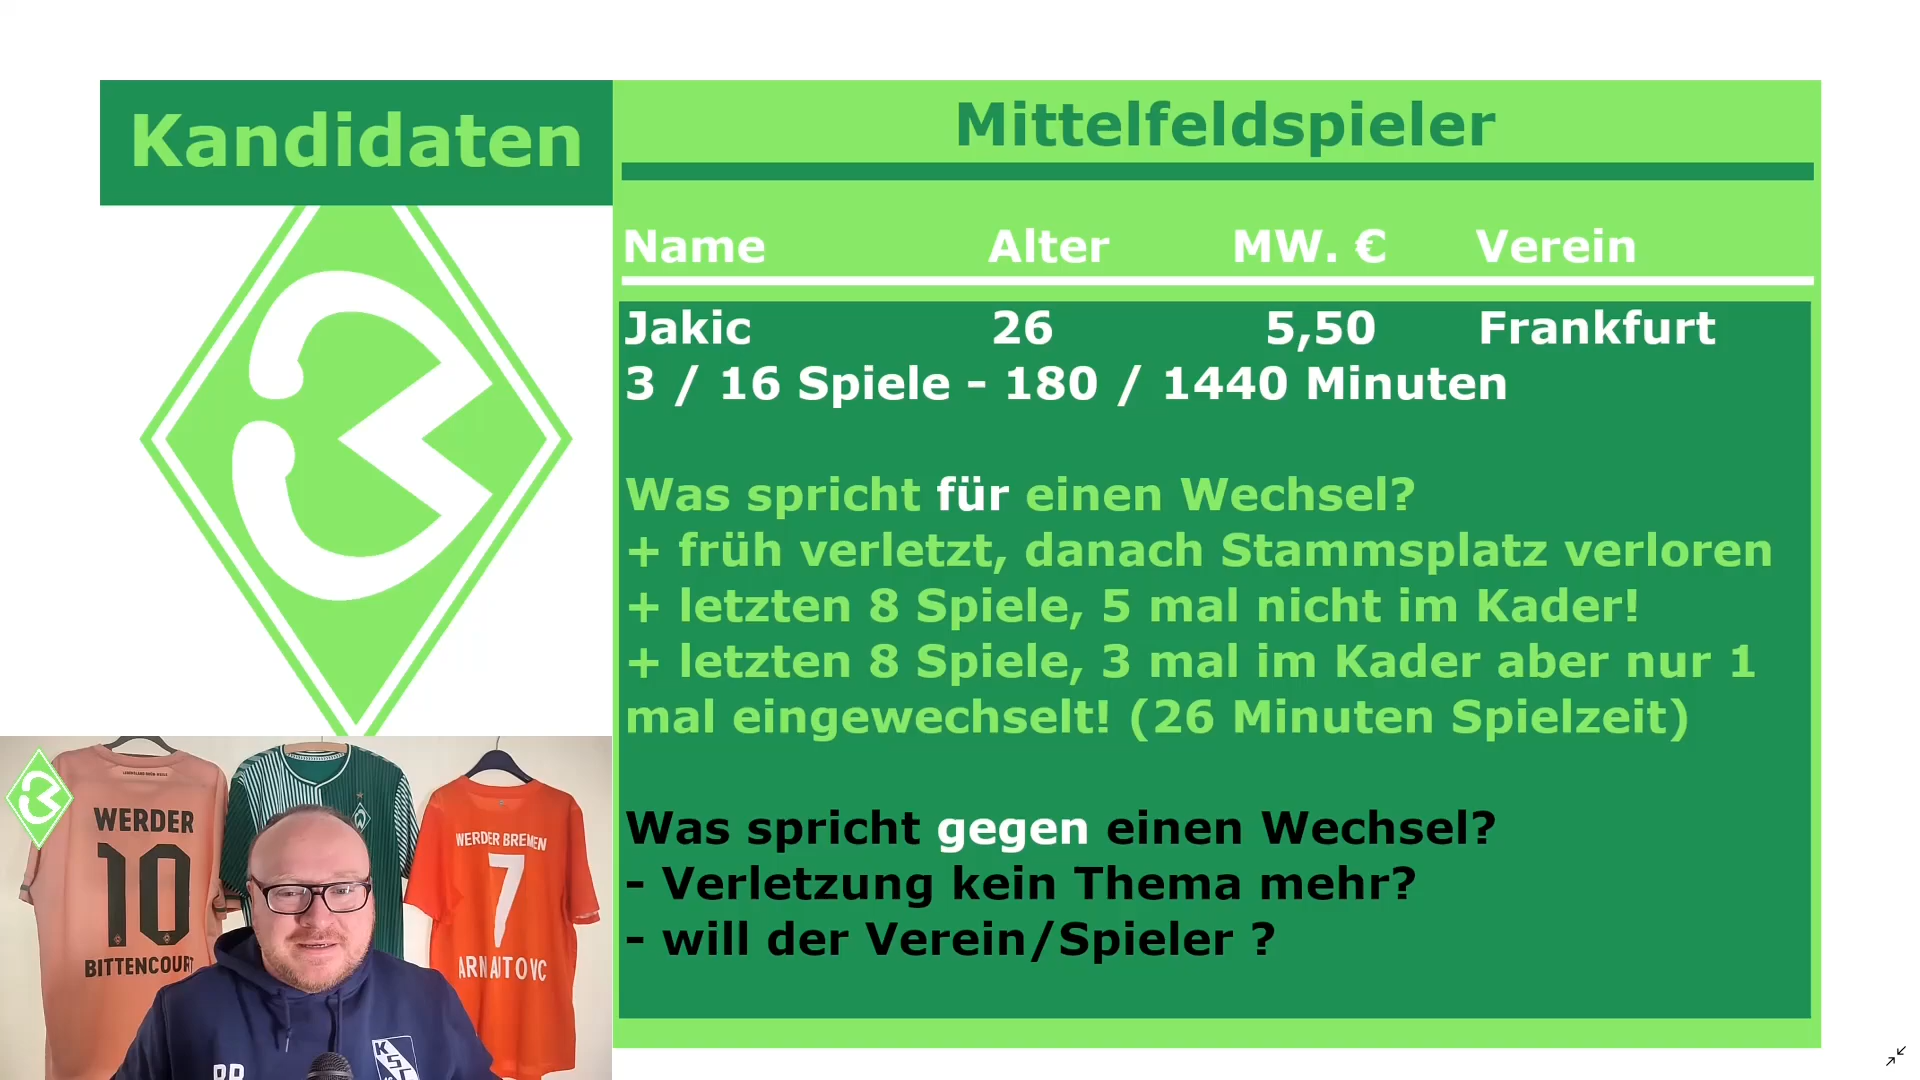 Kandidaten
Mittelfeldspieler
Name Alter MW. € Verein
Jakic 26 5,50 Frankfurt
3 / 16 Spiele - 180 / 1440 Minuten
Was spricht für einen Wechsel?
+ früh verletzt, danach Stammsplatz verloren
+ letzten 8 Spiele, 5 mal nicht im Kader!
+ letzten 8 Spiele, 3 mal im Kader aber nur 1
mal eingewechselt! (26 Minuten Spielzeit)
Was spricht gegen einen Wechsel?
- Verletzung kein Thema mehr?
- will der Verein/Spieler ?
WERDER
10
BITTENCOURT
WERDER BREMEN
7
ARNAUTOVIC